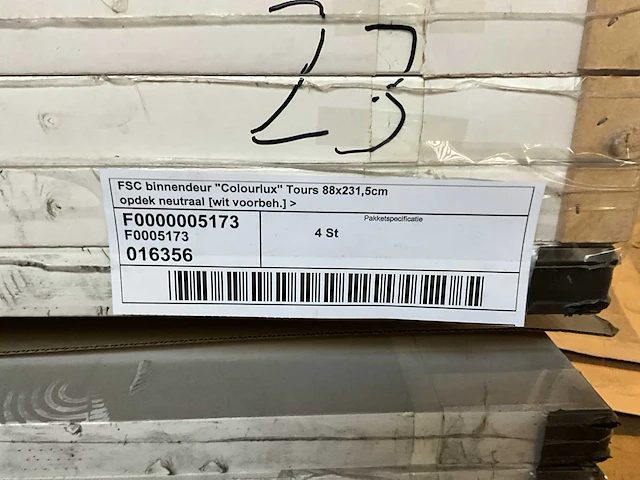 23
FSC binnendeur "Colourlux" Tours 88x231,5cm
opdek neutraal [wit voorbeh.] >
F0000005173
F0005173
016356
Pakketspecificatie
4 St